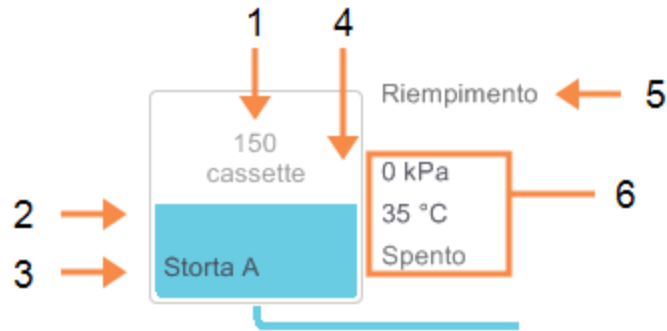 1
4
Riempimento
5
150
cassette
0 kPa
6
35 °C
2
Spento
3
Storta A